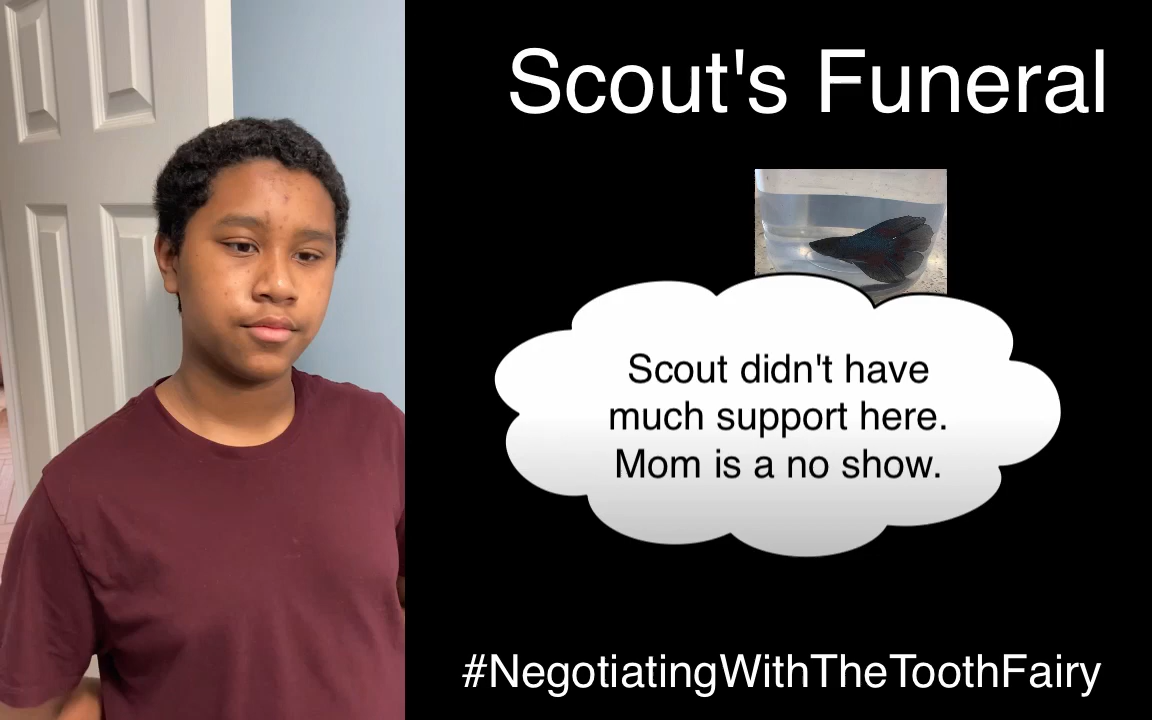 Scout's Funeral
Scout didn't have
much support here.
Mom is a no show.
#NegotiatingWithTheToothFairy